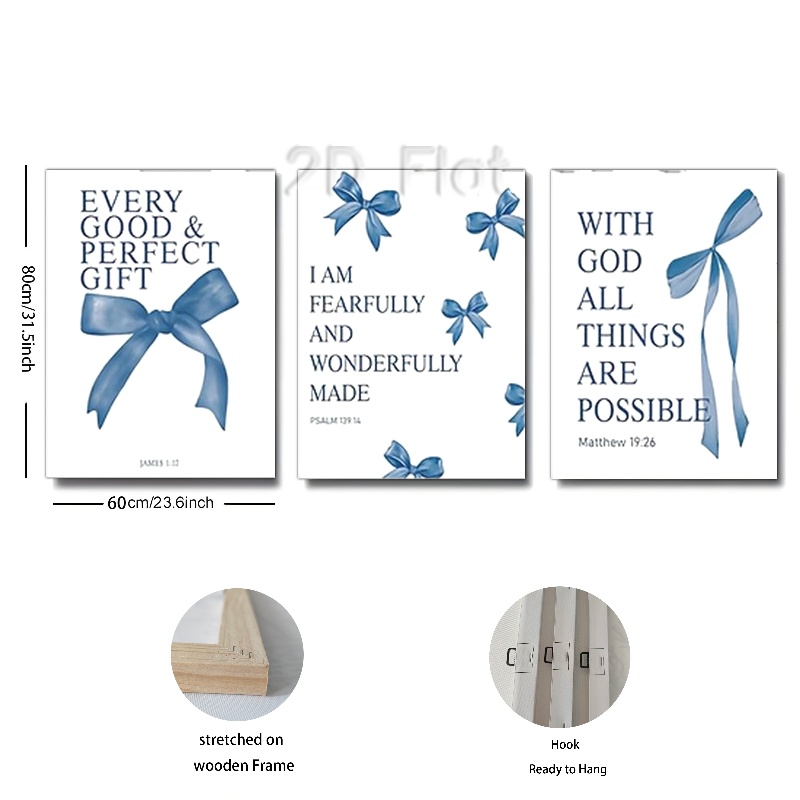 2D Flat
EVERY
GOOD &
PERFECT
GIFT
JAMES 1:17
I AM
FEARFULLY
AND
WONDERFULLY
MADE
PSALM 139:14
WITH
GOD
ALL
THINGS
ARE
POSSIBLE
Matthew 19:26
80cm/31.5inch
60cm/23.6inch
stretched on
wooden Frame
Hook
Ready to Hang